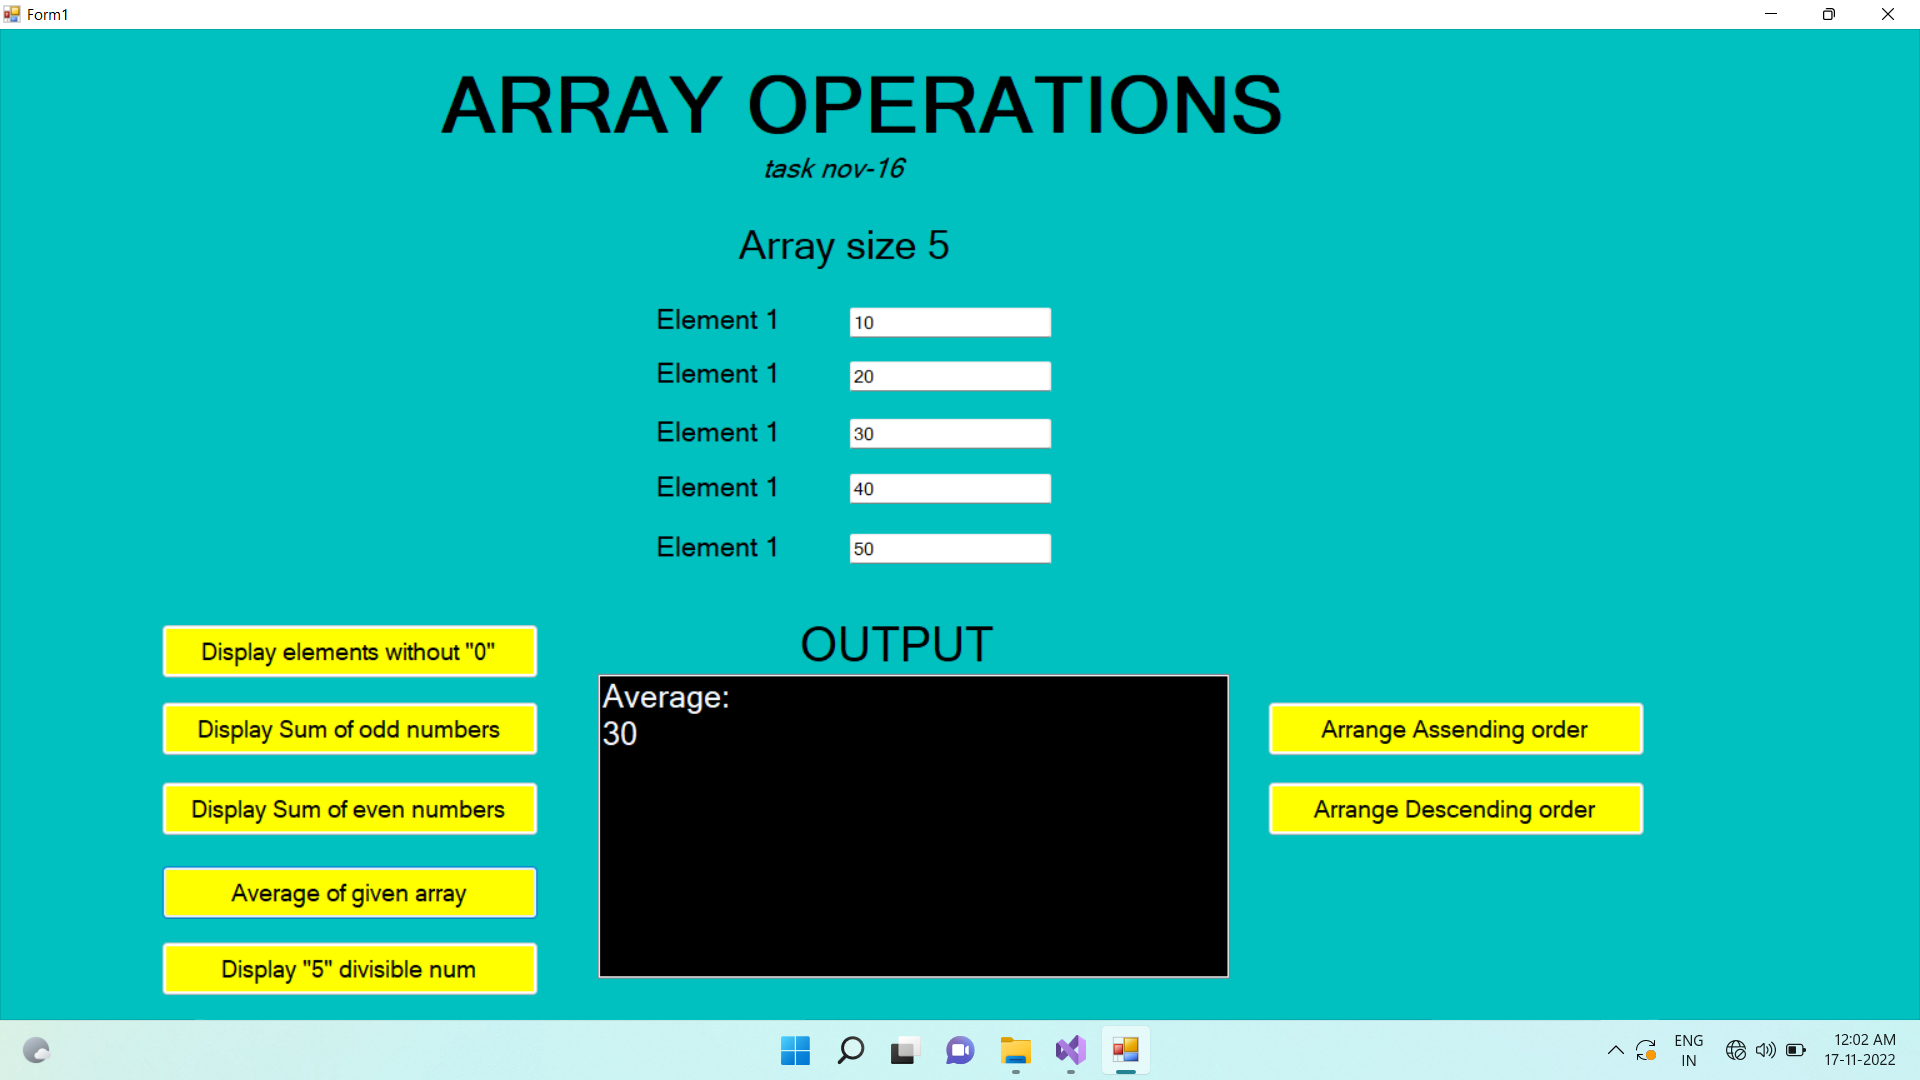 Form1
ARRAY OPERATIONS
task nov-16
Array size 5
Element 1 10
Element 1 20
Element 1 30
Element 1 40
Element 1 50
Display elements without "0"
Display Sum of odd numbers
Display Sum of even numbers
Average of given array
Display "5" divisible num
OUTPUT
Average:
30
Arrange Assending order
Arrange Descending order
ENG
IN
12:02 AM
17-11-2022